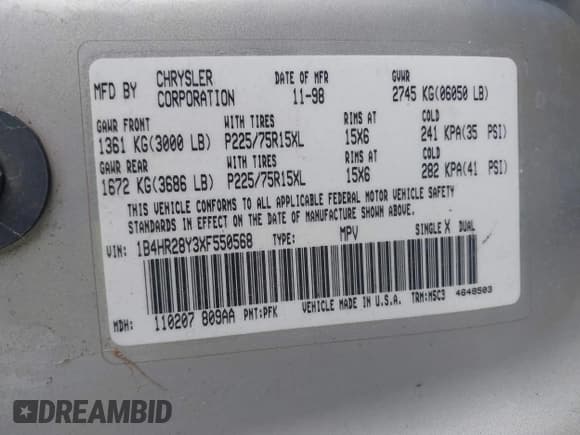 MFD BY CHRYSLER CORPORATION DATE OF MFR 11-98 GVWR 2745 KG(06050 LB)
GAWR FRONT WITH TIRES RIMS AT COLD
1361 KG(3000 LB) P225/75R15XL 15X6 241 KPA(35 PSI)
GAWR REAR WITH TIRES RIMS AT COLD
1672 KG(3686 LB) P225/75R15XL 15X6 282 KPA(41 PSI)
THIS VEHICLE CONFORMS TO ALL APPLICABLE FEDERAL MOTOR VEHICLE SAFETY
STANDARDS IN EFFECT ON THE DATE OF MANUFACTURE SHOWN ABOVE.
VIN: 1B4HR28Y3XF550568 TYPE: MPV SINGLE X DUAL
MDH: 110207 809AA PNT:PFK VEHICLE MADE IN U.S.A. TRM:MSC3 4648503
DREAMBID